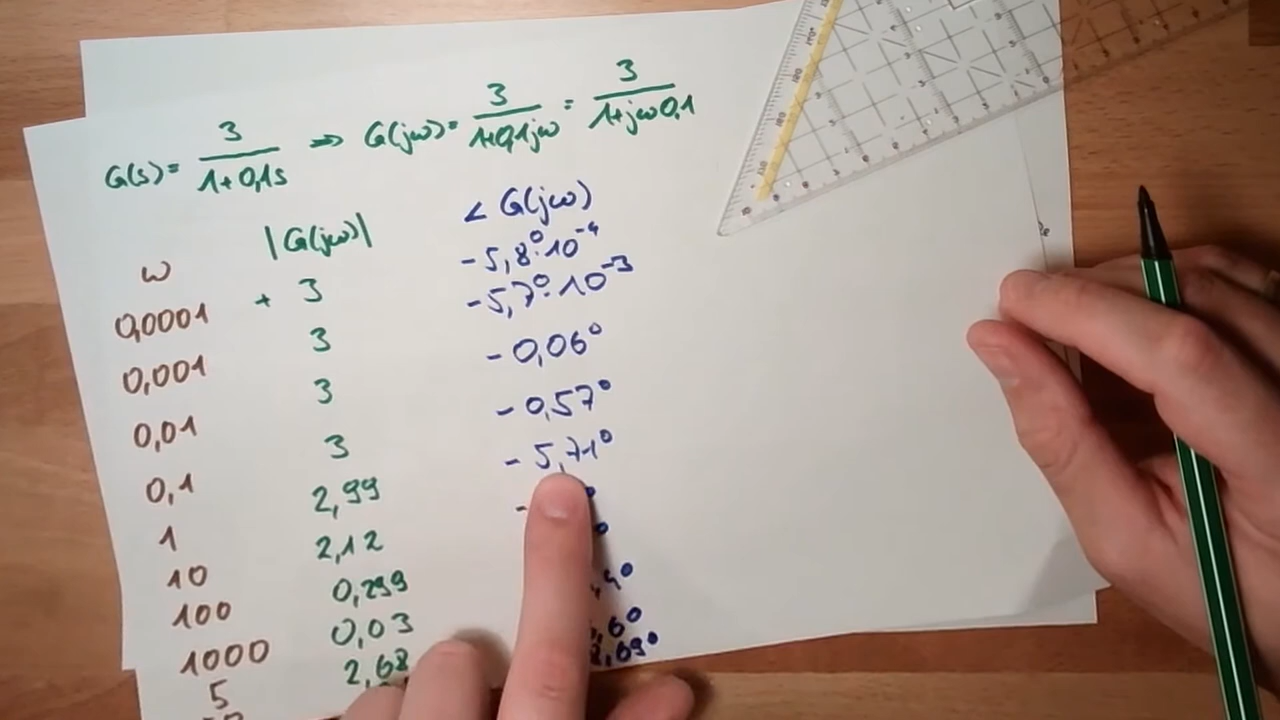 G(s) = 3/(1+0,1s) => G(jω) = 3/(1+0,1jω) = 3/(1+jω0,1)
ω |G(jω)| ∠ G(jω)
0,0001 3 -5,8°·10⁻⁴
0,001 3 -5,7°·10⁻³
0,01 3 -0,06°
0,1 3 -0,57°
1 2,99 -5,71°
10 2,12 -
100 0,299
1000 0,03
5 2,68